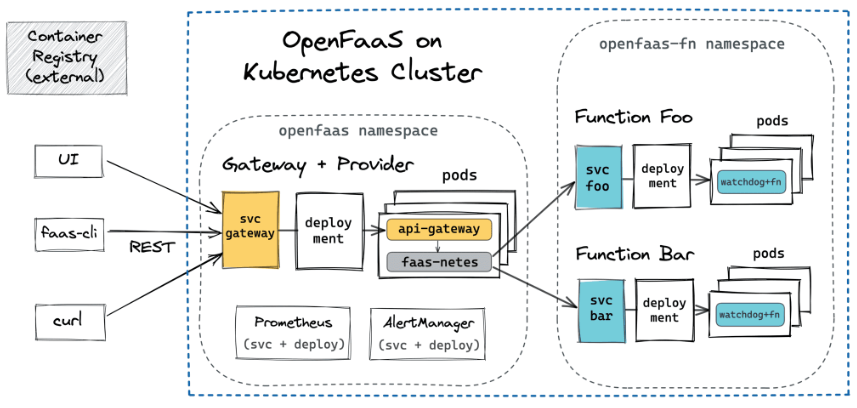 Container
Registry
(external)
OpenFaaS on
Kubernetes Cluster
openfaas-fn namespace
openfaas namespace
Gateway + Provider
pods
UI
faas-cli
curl
REST
svc
gateway
deploy
ment
api-gateway
faas-netes
Prometheus
(svc + deploy)
AlertManager
(svc + deploy)
Function Foo
pods
svc
foo
deploy
ment
watchdog+fn
Function Bar
pods
svc
bar
deploy
ment
watchdog+fn